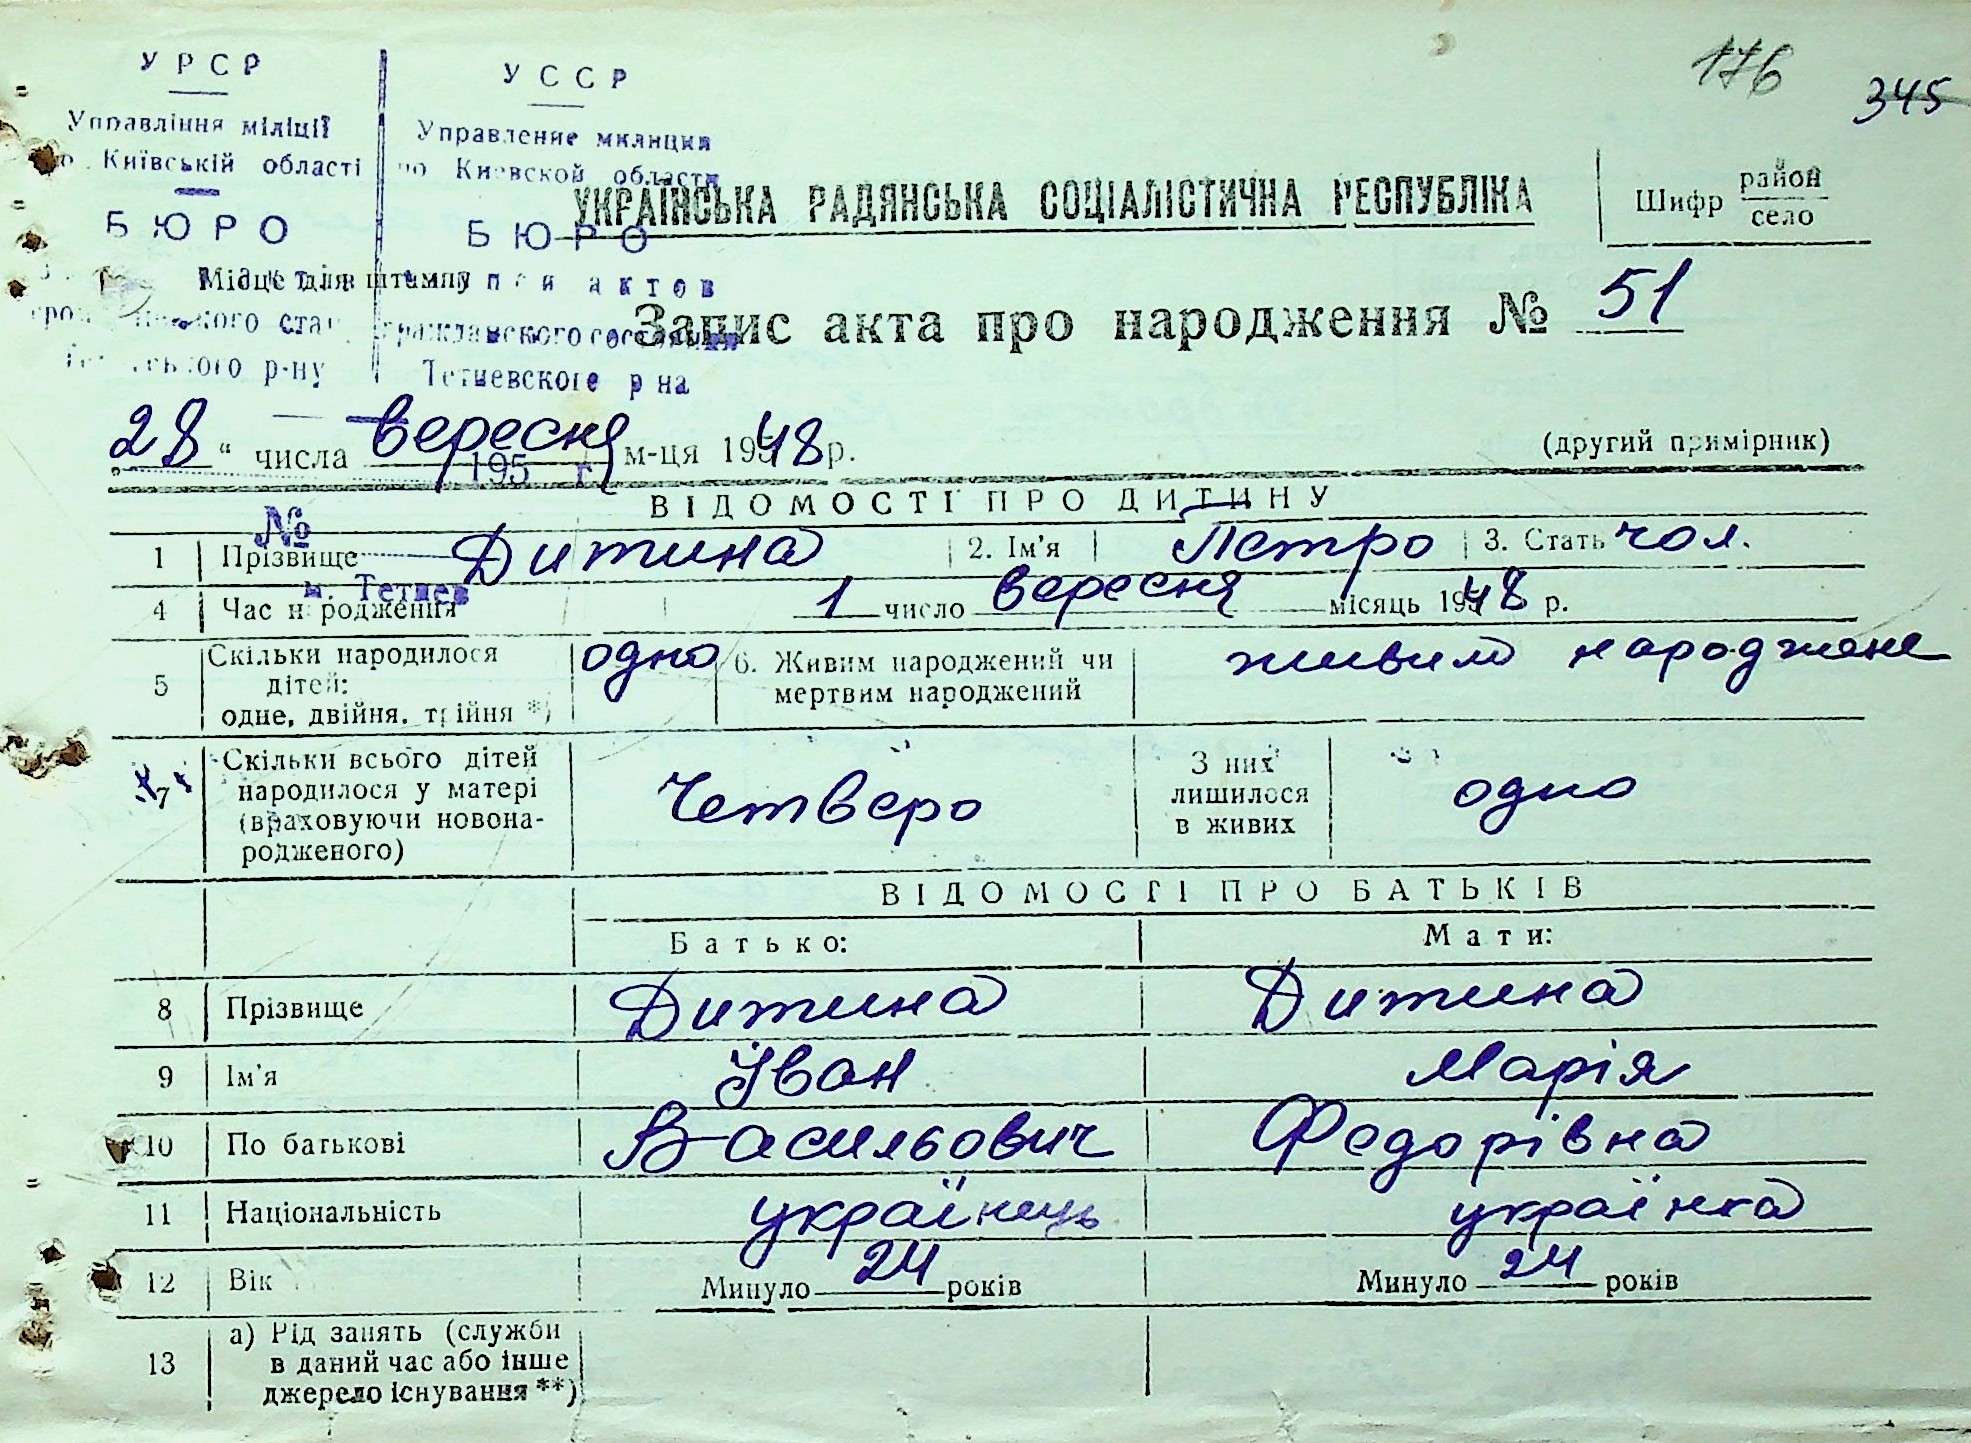 176
345
УРСР
Управління міліції
Київській області
БЮРО
р-ну
УССР
Управление милиции
по Киевской области
БЮРО
актов
гражданского состояния
Тетиевского р на
195 г.
№
м. Тетиев
УКРАЇНСЬКА РАДЯНСЬКА СОЦІАЛІСТИЧНА РЕСПУБЛІКА
Шифр район
село
Місце для штампу
Запис акта про народження № 51
„28“ числа вересня м-ця 1948 р.
(другий примірник)
ВІДОМОСТІ ПРО ДИТИНУ
1 Прізвище Дитина 2. Ім'я Петро 3. Стать чол.
4 Час народження 1 число вересня місяць 1948 р.
5 Скільки народилося дітей: одне, двійня, трійня *) одно 6. Живим народжений чи мертвим народжений живим народжене
7 Скільки всього дітей народилося у матері (враховуючи новонародженого) четверо З них лишилося в живих одно
ВІДОМОСТІ ПРО БАТЬКІВ
Батько: Мати:
8 Прізвище Дитина Дитина
9 Ім'я Іван Марія
10 По батькові Васильович Федорівна
11 Національність українець українка
12 Вік Минуло 24 років Минуло 24 років
13 а) Рід занять (служби
в даний час або інше
джерело існування **)